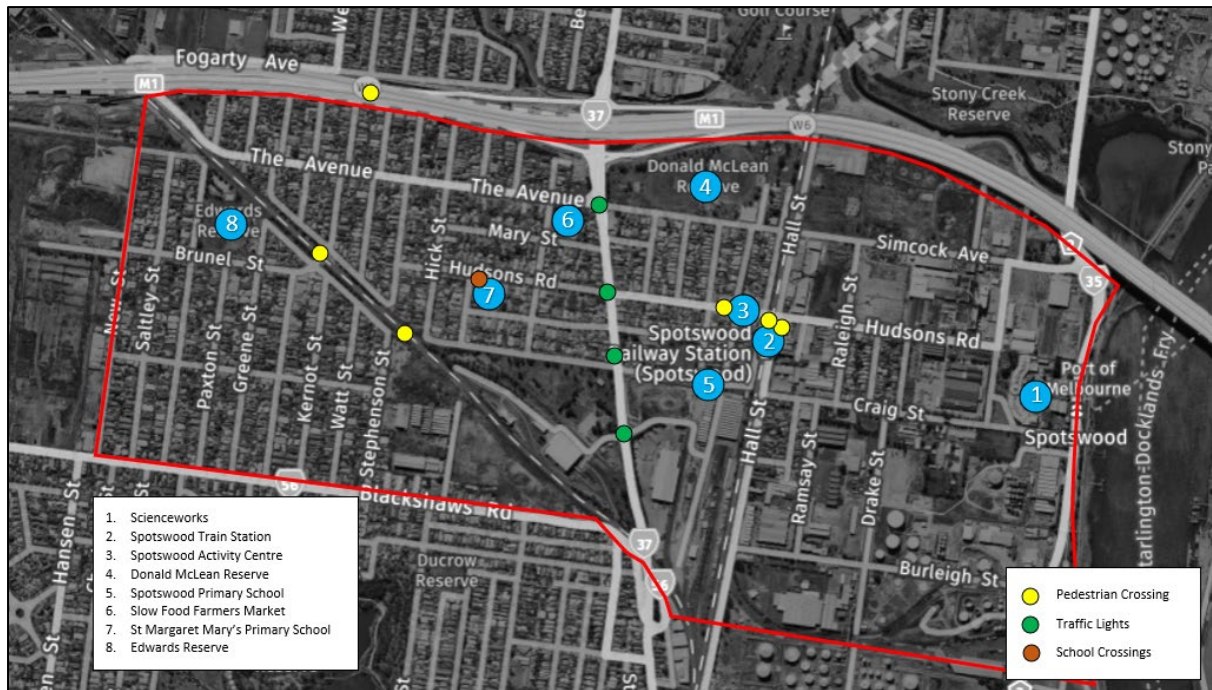 Golf Course
Fogarty Ave
M1
37
M1
W6
Stony Creek
Reserve
The Avenue
The Avenue
Donald McLean
4
Hall St
Edwards
8
6
Mary St
Simcock Ave
Brunel St
Hick St
Hudsons Rd
7
35
New St
Saltley St
Paxton St
Greene St
Kernot St
Watt St
Stephenson St
3
Spotswood
2
Railway Station
(Spotswood)
5
Raleigh St
Hudsons Rd
Port of
Melbourne
1
Craig St
Spotswood
Hall St
Ramsay St
Drake St
56
Blackshaws Rd
37
56
Hansen St
Ducrow
Reserve
Burleigh St
1. Scienceworks
2. Spotswood Train Station
3. Spotswood Activity Centre
4. Donald McLean Reserve
5. Spotswood Primary School
6. Slow Food Farmers Market
7. St Margaret Mary's Primary School
8. Edwards Reserve
Pedestrian Crossing
Traffic Lights
School Crossings